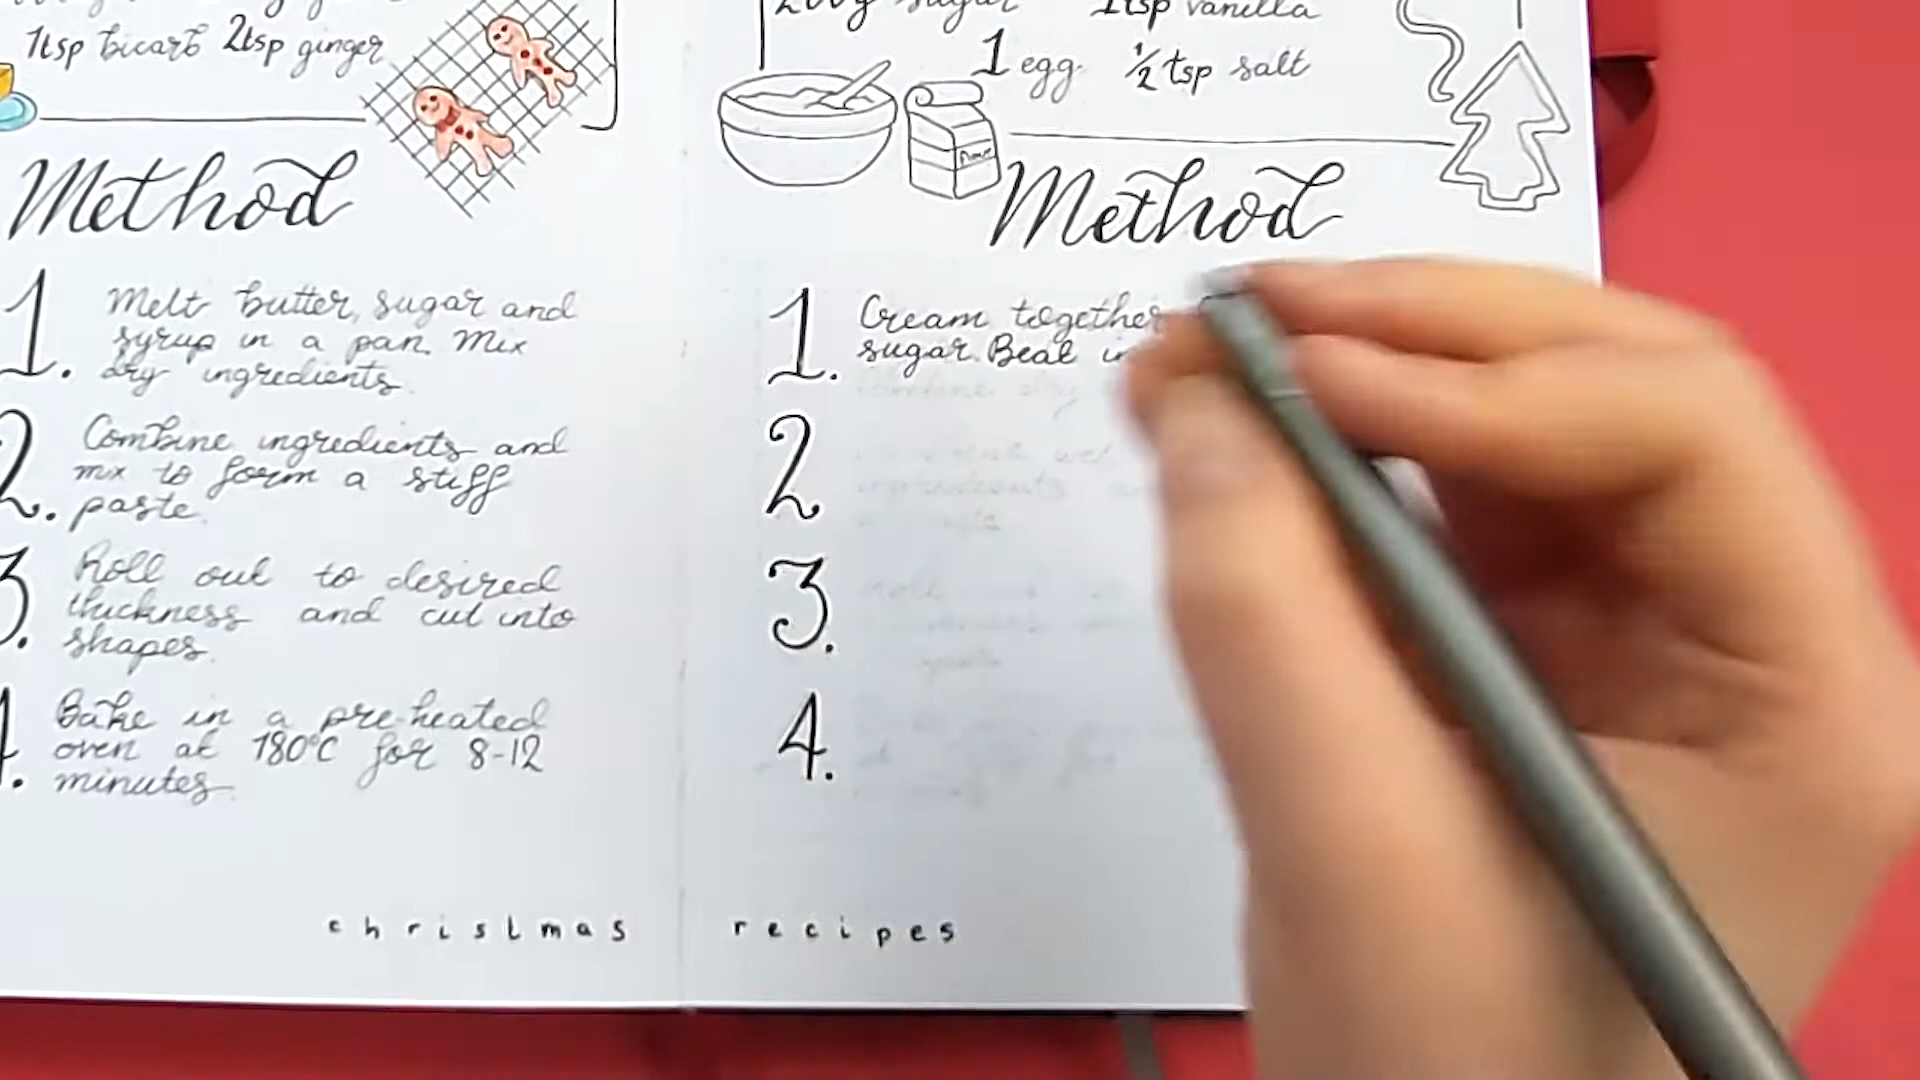 1tsp bicarb 2tsp ginger
Method
1. Melt butter, sugar and
syrup in a pan. Mix
dry ingredients.
2. Combine ingredients and
mix to form a stiff
paste.
3. Roll out to desired
thickness and cut into
shapes.
4. Bake in a pre-heated
oven at 180°C for 8-12
minutes.
christmas
200g sugar 1tsp vanilla
1 egg 1/2 tsp salt
flour
Method
1. Cream together
sugar. Beat in
2
3.
4.
recipes